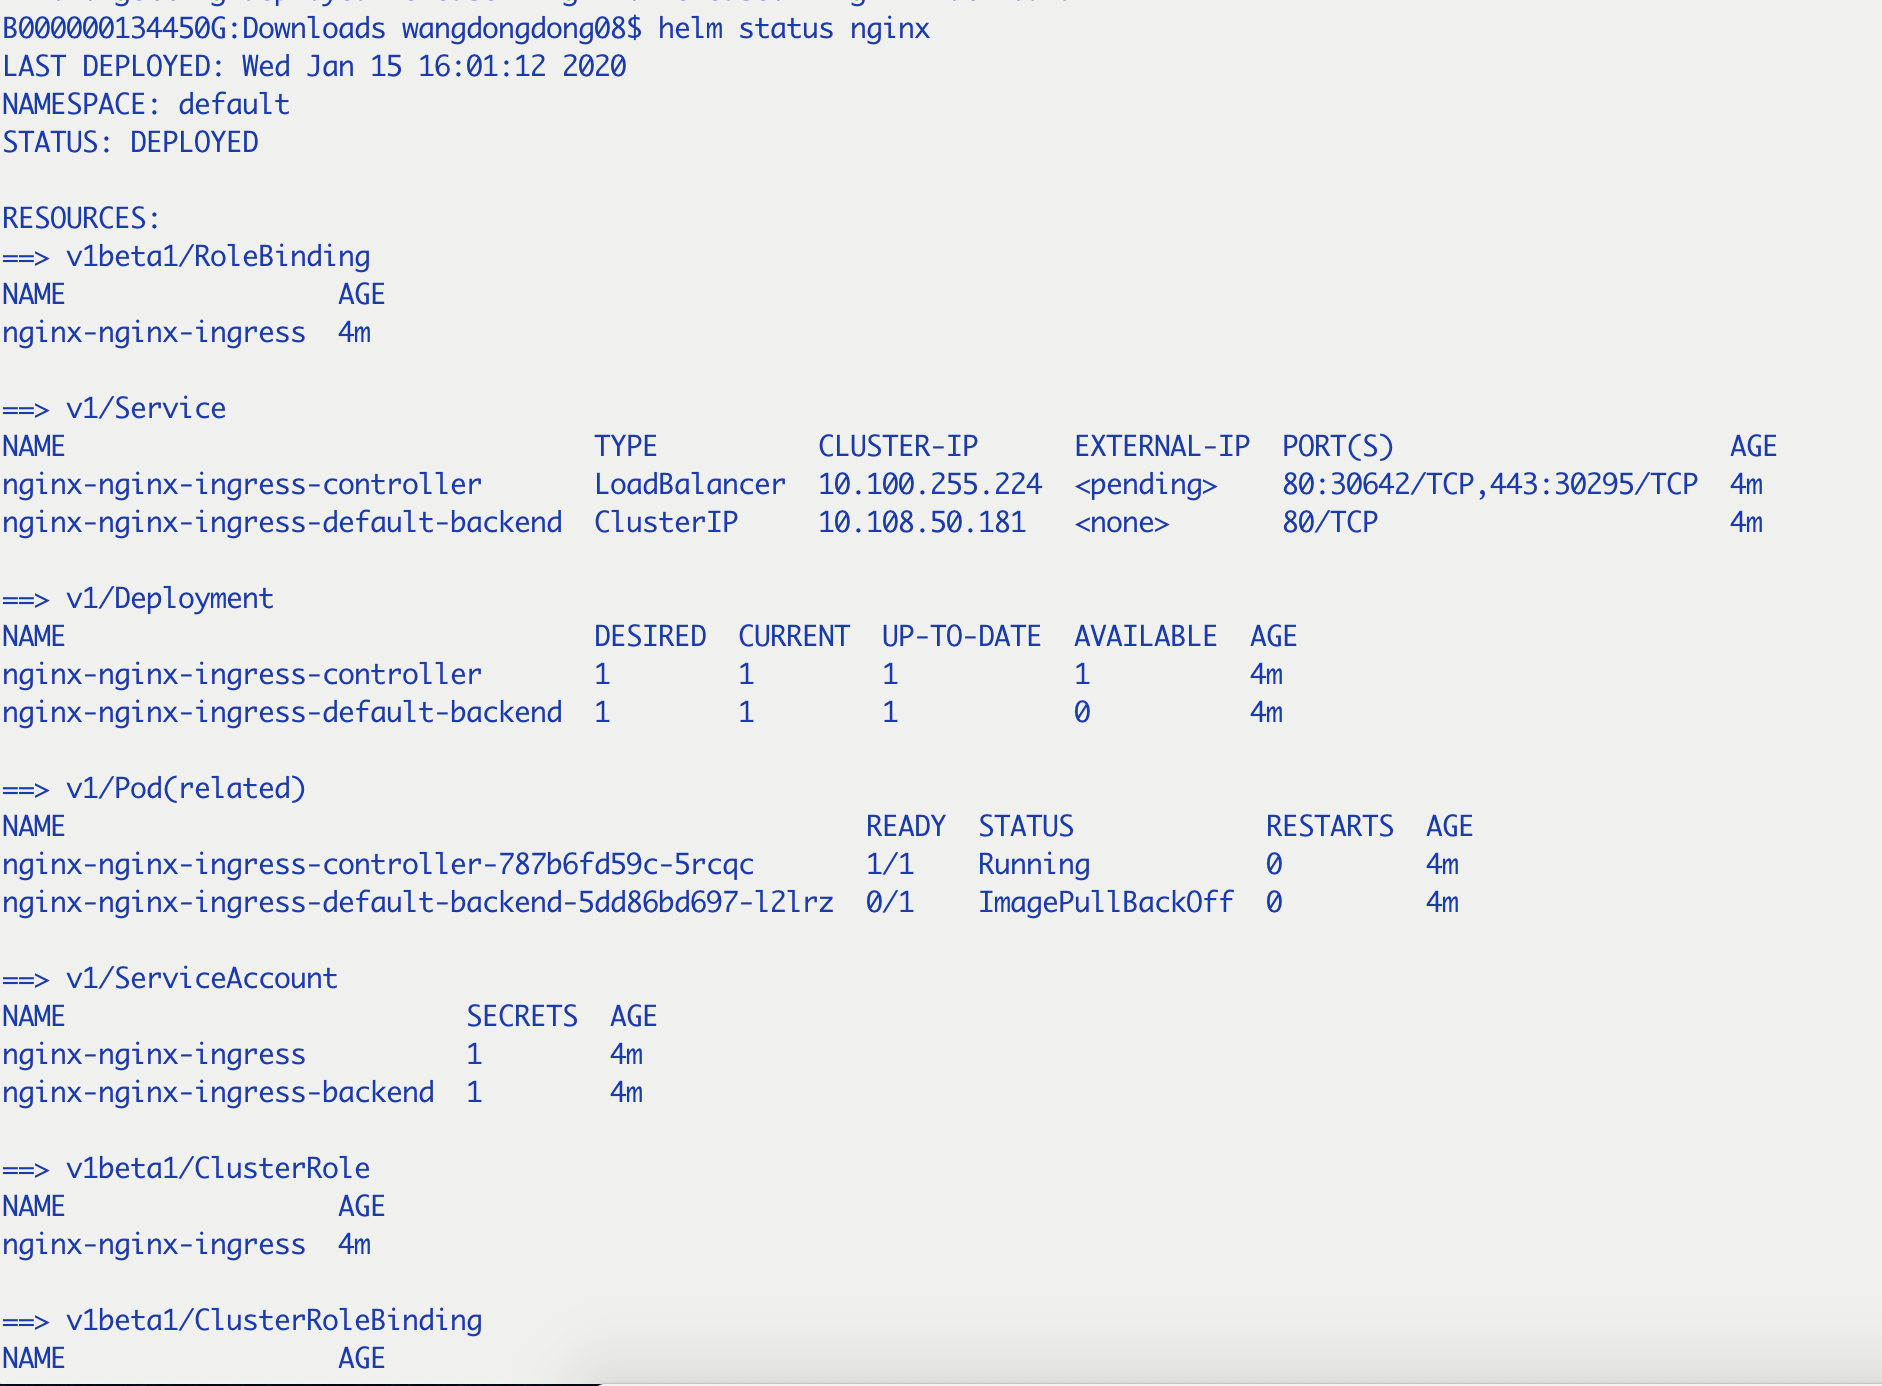 B000000134450G:Downloads wangdongdong08$ helm status nginx
LAST DEPLOYED: Wed Jan 15 16:01:12 2020
NAMESPACE: default
STATUS: DEPLOYED
RESOURCES:
==> v1beta1/RoleBinding
NAME AGE
nginx-nginx-ingress 4m
==> v1/Service
NAME TYPE CLUSTER-IP EXTERNAL-IP PORT(S) AGE
nginx-nginx-ingress-controller LoadBalancer 10.100.255.224 <pending> 80:30642/TCP,443:30295/TCP 4m
nginx-nginx-ingress-default-backend ClusterIP 10.108.50.181 <none> 80/TCP 4m
==> v1/Deployment
NAME DESIRED CURRENT UP-TO-DATE AVAILABLE AGE
nginx-nginx-ingress-controller 1 1 1 1 4m
nginx-nginx-ingress-default-backend 1 1 1 0 4m
==> v1/Pod(related)
NAME READY STATUS RESTARTS AGE
nginx-nginx-ingress-controller-787b6fd59c-5rcqc 1/1 Running 0 4m
nginx-nginx-ingress-default-backend-5dd86bd697-l2lrz 0/1 ImagePullBackOff 0 4m
==> v1/ServiceAccount
NAME SECRETS AGE
nginx-nginx-ingress 1 4m
nginx-nginx-ingress-backend 1 4m
==> v1beta1/ClusterRole
NAME AGE
nginx-nginx-ingress 4m
==> v1beta1/ClusterRoleBinding
NAME AGE